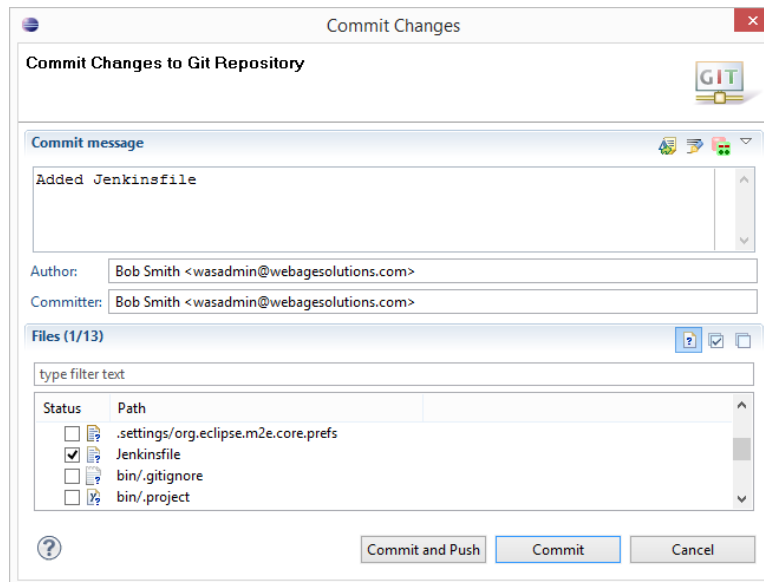 Commit Changes
Commit Changes to Git Repository
GIT
Commit message
Added Jenkinsfile
Author: Bob Smith <wasadmin@webagesolutions.com>
Committer: Bob Smith <wasadmin@webagesolutions.com>
Files (1/13)
type filter text
Status Path
.settings/org.eclipse.m2e.core.prefs
Jenkinsfile
bin/.gitignore
bin/.project
Commit and Push Commit Cancel